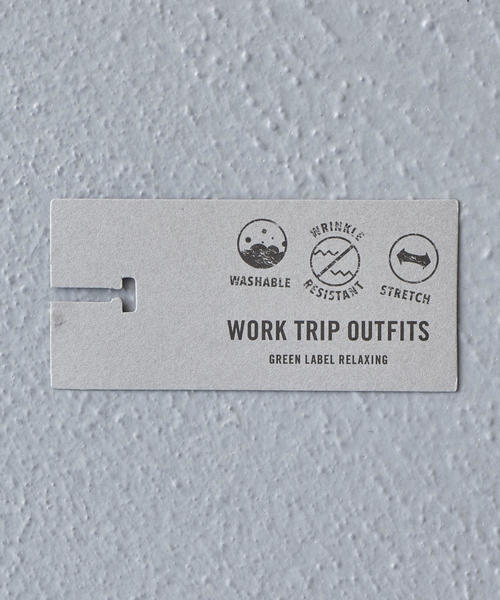 WASHABLE
WRINKLE
RESISTANT
STRETCH
WORK TRIP OUTFITS
GREEN LABEL RELAXING